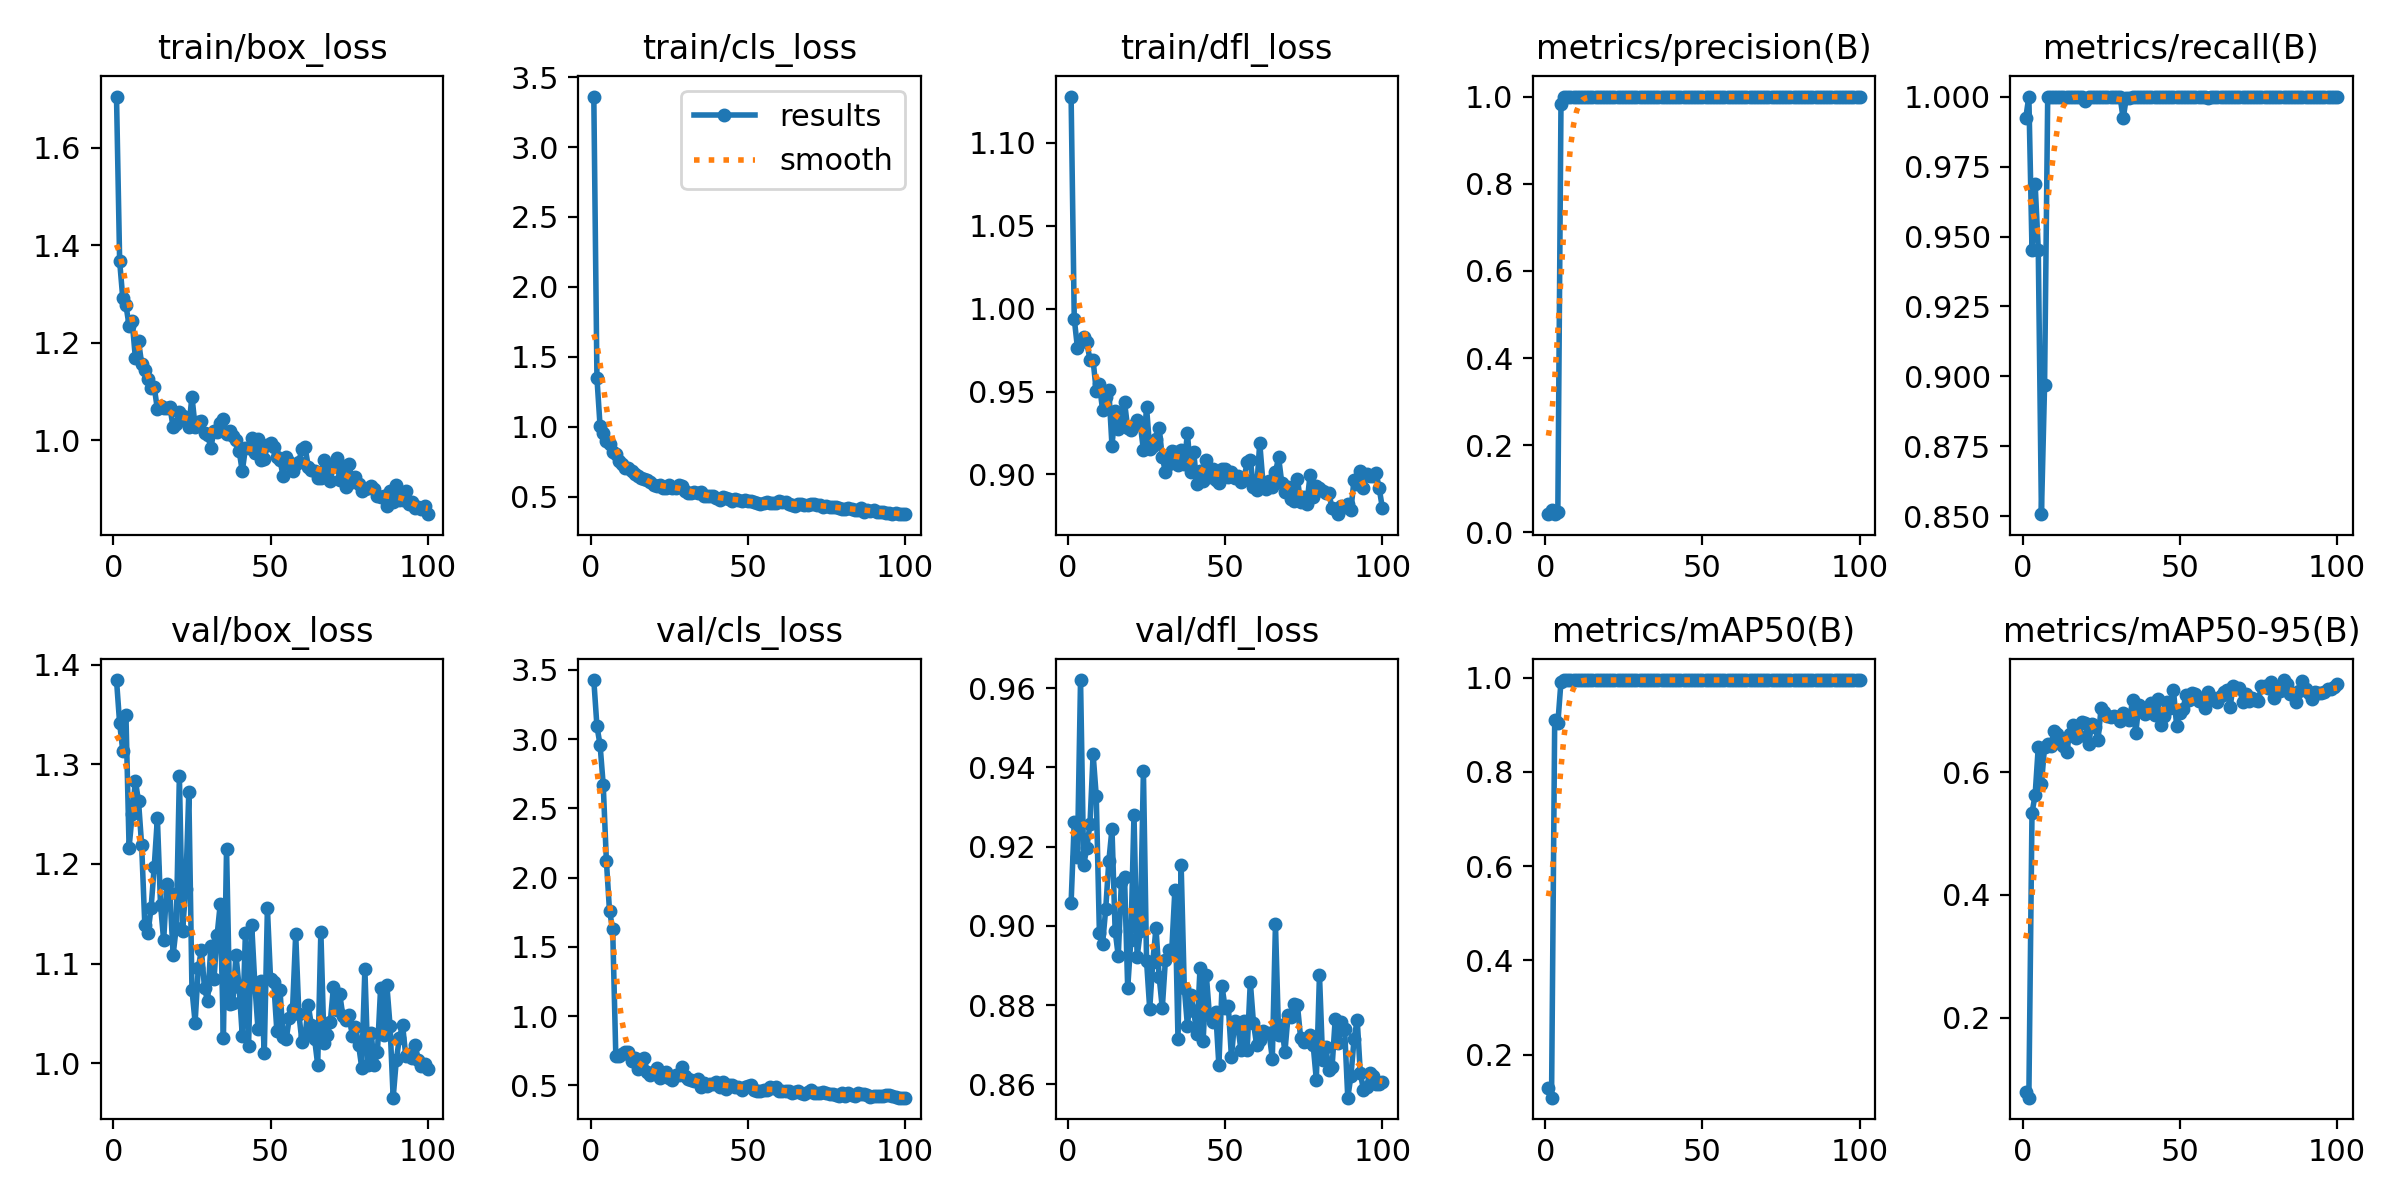 train/box_loss
1.6
1.4
1.2
1.0
0 50 100
train/cls_loss
3.5
3.0
2.5
2.0
1.5
1.0
0.5
results
smooth
0 50 100
train/dfl_loss
1.10
1.05
1.00
0.95
0.90
0 50 100
metrics/precision(B)
1.0
0.8
0.6
0.4
0.2
0.0
0 50 100
metrics/recall(B)
1.000
0.975
0.950
0.925
0.900
0.875
0.850
0 50 100
val/box_loss
1.4
1.3
1.2
1.1
1.0
0 50 100
val/cls_loss
3.5
3.0
2.5
2.0
1.5
1.0
0.5
0 50 100
val/dfl_loss
0.96
0.94
0.92
0.90
0.88
0.86
0 50 100
metrics/mAP50(B)
1.0
0.8
0.6
0.4
0.2
0 50 100
metrics/mAP50-95(B)
0.6
0.4
0.2
0 50 100